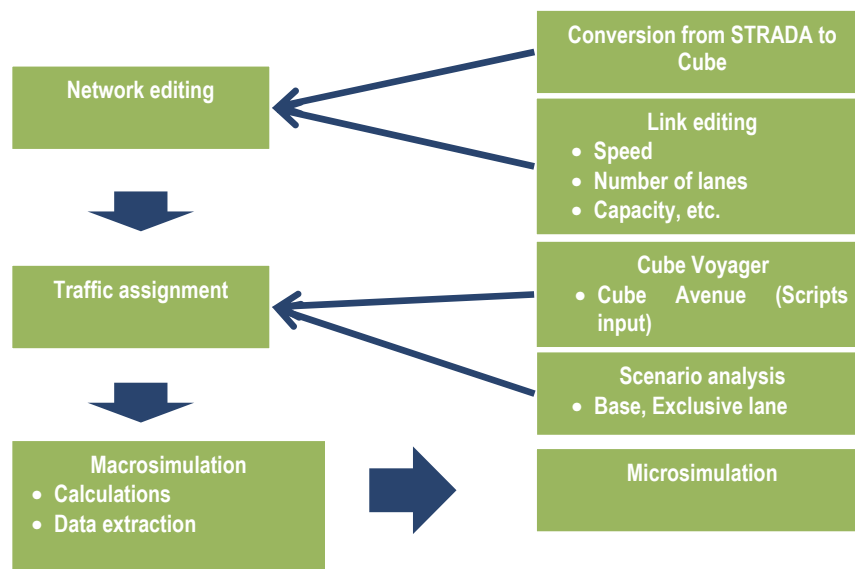 Network editing
Conversion from STRADA to
Cube
Link editing
• Speed
• Number of lanes
• Capacity, etc.
Traffic assignment
Cube Voyager
• Cube Avenue (Scripts
input)
Scenario analysis
• Base, Exclusive lane
Macrosimulation
• Calculations
• Data extraction
Microsimulation